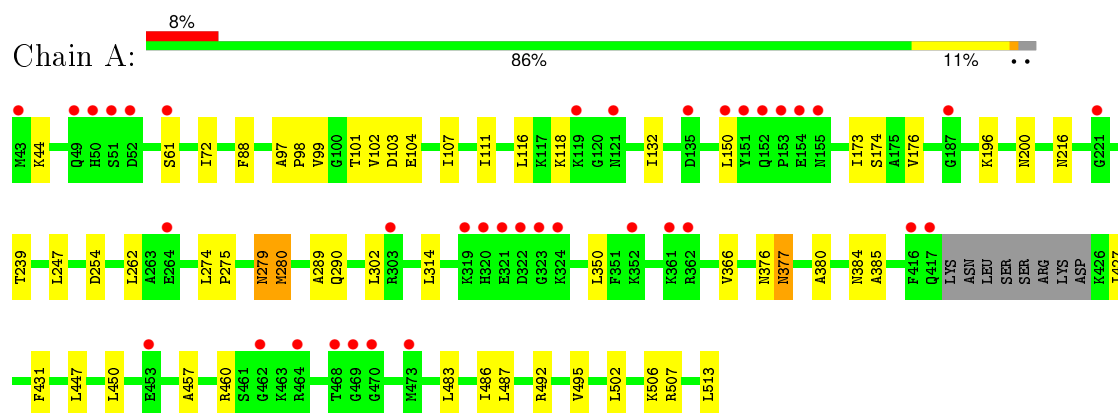 8%
Chain A:
86% 11% • •
M43 K44 Q49 H50 S51 D52 S61 I72 F88 A97 P98 V99 G100 T101 V102 D103 E104 I107 I111 L116 K117 K118 K119 G120 N121 I132 D135 L150 Y151 Q152 P153 E154 N155 I173 S174 A175 V176 G187 K196 N200 N216 G221
T239 L247 D254 L262 A263 E264 L274 P275 N279 M280 A289 Q290 L302 R303 L314 K319 H320 E321 D322 G323 K324 L350 F351 K352 K361 R362 V366 N376 N377 A380 N384 A385 F416 Q417 LYS ASN LEU SER SER ARG LYS ASP K426
F431 L447 L450 E453 A457 R460 S461 G462 K463 R464 T468 G469 G470 M473 L483 I486 L487 R492 V495 L502 K506 R507 L513